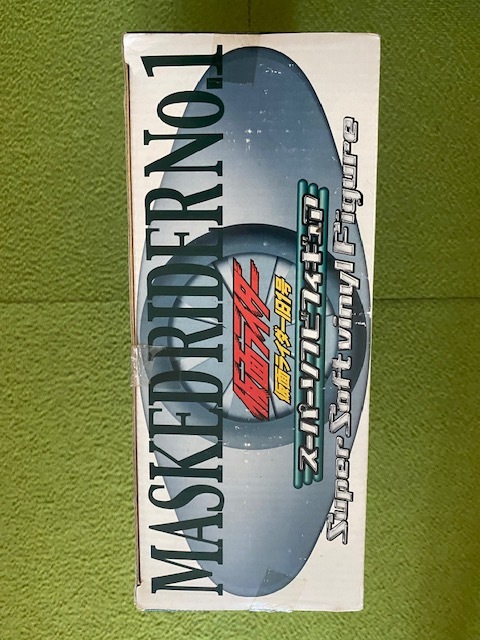 MASKED RIDER No.1
仮面ライダー
仮面ライダー旧1号
スーパーソフビフィギュア
Super Soft vinyl Figure